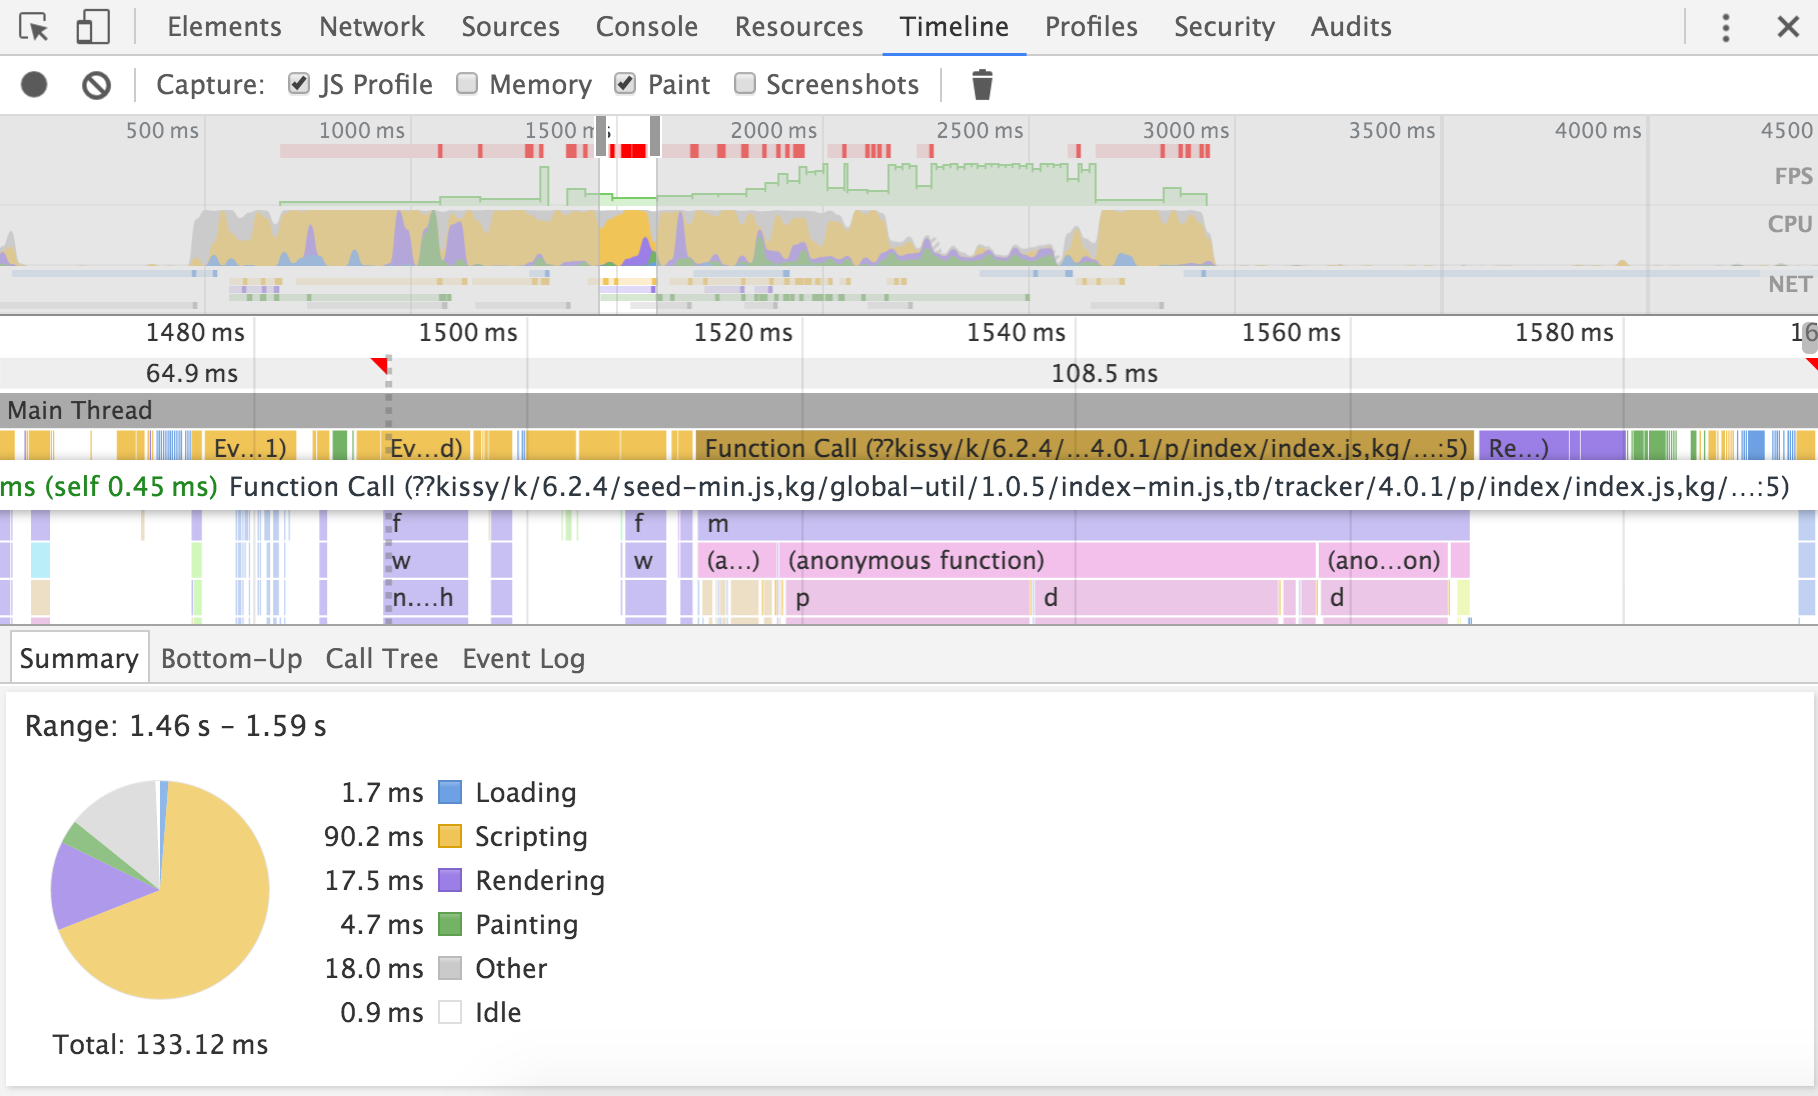 Elements Network Sources Console Resources Timeline Profiles Security Audits
Capture: JS Profile Memory Paint Screenshots
500 ms 1000 ms 1500 ms 2000 ms 2500 ms 3000 ms 3500 ms 4000 ms 4500
FPS
CPU
NET
1480 ms 1500 ms 1520 ms 1540 ms 1560 ms 1580 ms 16
64.9 ms 108.5 ms
Main Thread
Ev...1) Ev...d) Function Call (??kissy/k/6.2.4/...4.0.1/p/index/index.js,kg/...:5) Re...)
ms (self 0.45 ms) Function Call (??kissy/k/6.2.4/seed-min.js,kg/global-util/1.0.5/index-min.js,tb/tracker/4.0.1/p/index/index.js,kg/...:5)
f f m
w w (a...) (anonymous function) (ano...on)
n....h p d d
Summary Bottom-Up Call Tree Event Log
Range: 1.46 s – 1.59 s
1.7 ms Loading
90.2 ms Scripting
17.5 ms Rendering
4.7 ms Painting
18.0 ms Other
0.9 ms Idle
Total: 133.12 ms